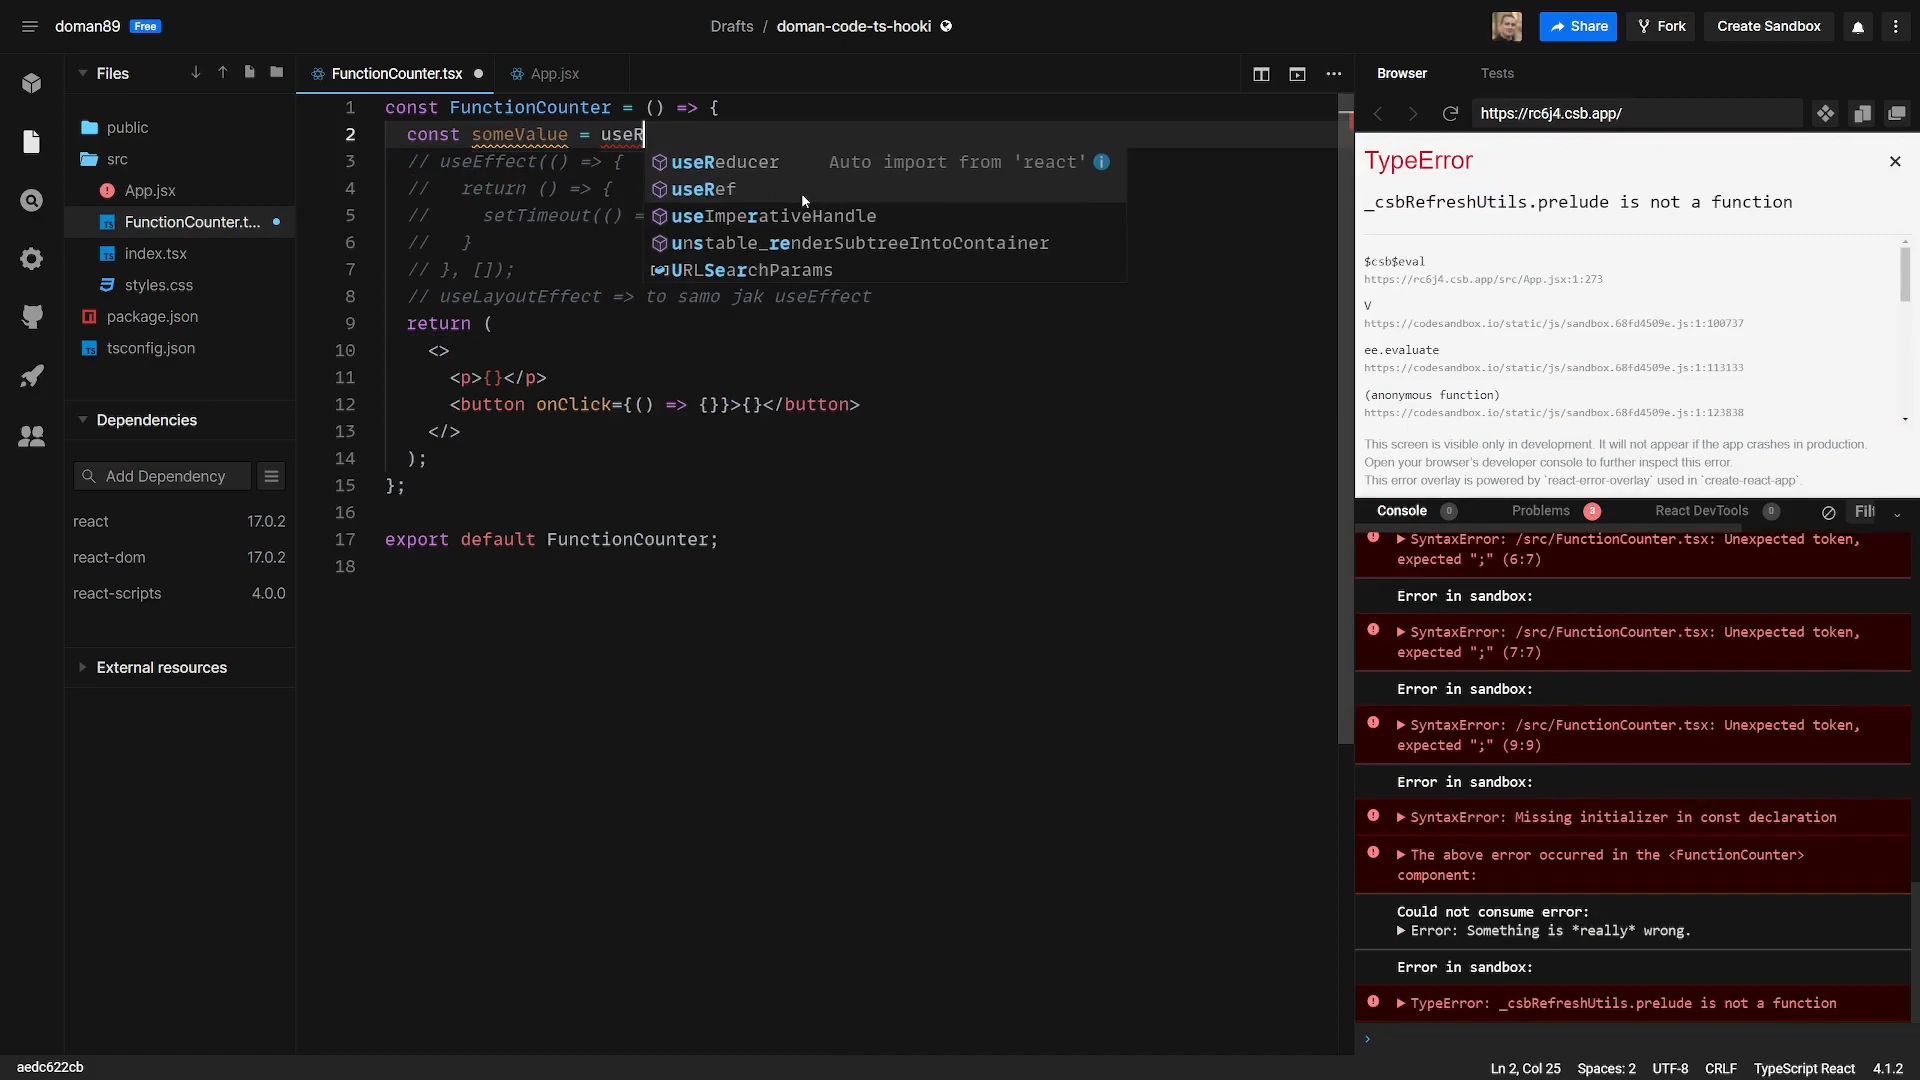 doman89 Free
Drafts / doman-code-ts-hooki
Share
Fork
Create Sandbox
Files
public
src
App.jsx
FunctionCounter.t...
index.tsx
styles.css
package.json
tsconfig.json
Dependencies
Add Dependency
react 17.0.2
react-dom 17.0.2
react-scripts 4.0.0
External resources
FunctionCounter.tsx
App.jsx
1 const FunctionCounter = () => {
2 const someValue = useR
3 // useEffect(() => {
4 // return () => {
5 // setTimeout(() =
6 // }
7 // }, []);
8 // useLayoutEffect => to samo jak useEffect
9 return (
10 <>
11 <p>{}</p>
12 <button onClick={() => {}}>{}</button>
13 </>
14 );
15 };
16
17 export default FunctionCounter;
18
useReducer Auto import from 'react'
useRef
useImperativeHandle
unstable_renderSubtreeIntoContainer
URLSearchParams
Browser
Tests
https://rc6j4.csb.app/
TypeError
_csbRefreshUtils.prelude is not a function
$csb$eval
https://rc6j4.csb.app/src/App.jsx:1:273
V
https://codesandbox.io/static/js/sandbox.68fd4509e.js:1:100737
ee.evaluate
https://codesandbox.io/static/js/sandbox.68fd4509e.js:1:113133
(anonymous function)
https://codesandbox.io/static/js/sandbox.68fd4509e.js:1:123838
This screen is visible only in development. It will not appear if the app crashes in production.
Open your browser's developer console to further inspect this error.
This error overlay is powered by `react-error-overlay` used in `create-react-app`.
Console 0
Problems 3
React DevTools 0
Filt
SyntaxError: /src/FunctionCounter.tsx: Unexpected token,
expected ";" (6:7)
Error in sandbox:
SyntaxError: /src/FunctionCounter.tsx: Unexpected token,
expected ";" (7:7)
Error in sandbox:
SyntaxError: /src/FunctionCounter.tsx: Unexpected token,
expected ";" (9:9)
Error in sandbox:
SyntaxError: Missing initializer in const declaration
The above error occurred in the <FunctionCounter>
component:
Could not consume error:
Error: Something is *really* wrong.
Error in sandbox:
TypeError: _csbRefreshUtils.prelude is not a function
aedc622cb
Ln 2, Col 25 Spaces: 2 UTF-8 CRLF TypeScript React 4.1.2